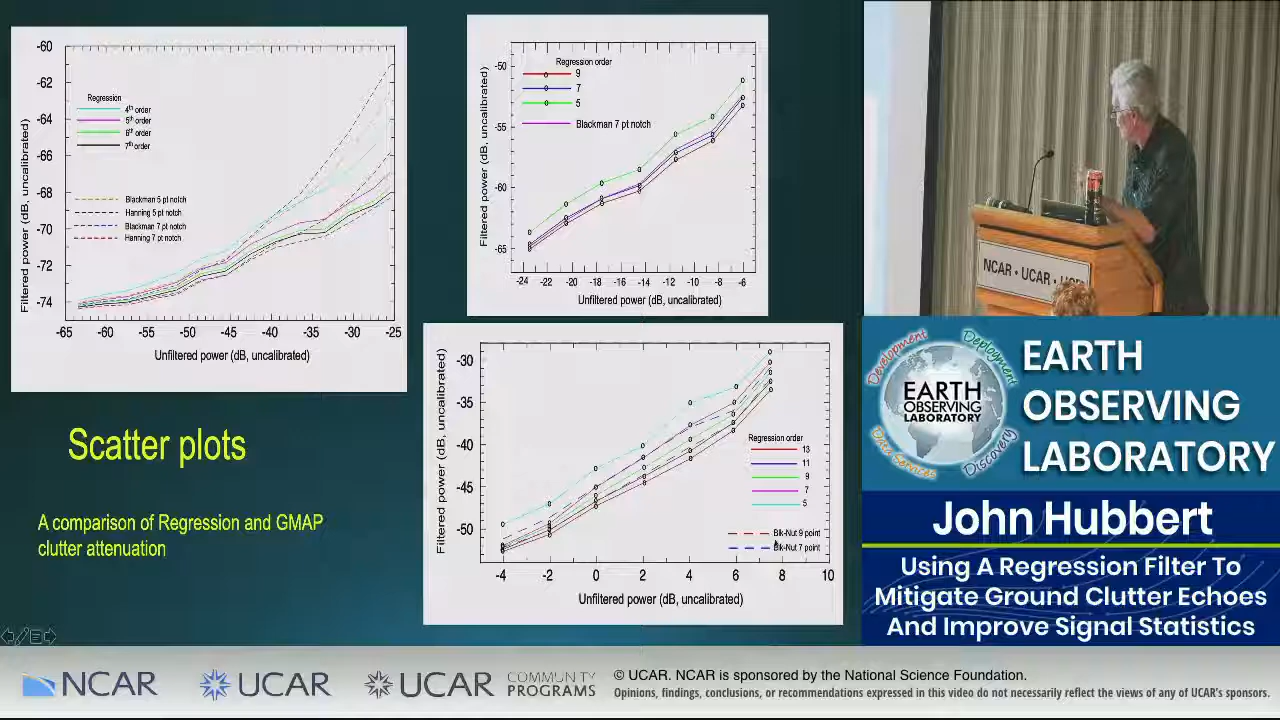 -60
-62
-64
-66
-68
-70
-72
-74
Filtered power (dB, uncalibrated)
Regression
4th order
5th order
6th order
7th order
Blackman 5 pt notch
Hanning 5 pt notch
Blackman 7 pt notch
Henning 7 pt notch
-65 -60 -55 -50 -45 -40 -35 -30 -25
Unfiltered power (dB, uncalibrated)
-50
-55
-60
-65
Filtered power (dB, uncalibrated)
Regression order
9
7
5
Blackman 7 pt notch
-24 -22 -20 -18 -16 -14 -12 -10 -8 -6
Unfiltered power (dB, uncalibrated)
-30
-35
-40
-45
-50
Filtered power (dB, uncalibrated)
Regression order
13
11
9
7
5
Blk-Nut 9 point
Blk-Nut 7 point
-4 -2 0 2 4 6 8 10
Unfiltered power (dB, uncalibrated)
Scatter plots
A comparison of Regression and GMAP
clutter attenuation
NCAR • UCAR •
Development
Deployment
EARTH
OBSERVING
LABORATORY
Data Services
Discovery
EARTH
OBSERVING
LABORATORY
John Hubbert
Using A Regression Filter To
Mitigate Ground Clutter Echoes
And Improve Signal Statistics
NCAR
UCAR
UCAR
COMMUNITY
PROGRAMS
© UCAR. NCAR is sponsored by the National Science Foundation.
Opinions, findings, conclusions, or recommendations expressed in this video do not necessarily reflect the views of any of UCAR's sponsors.